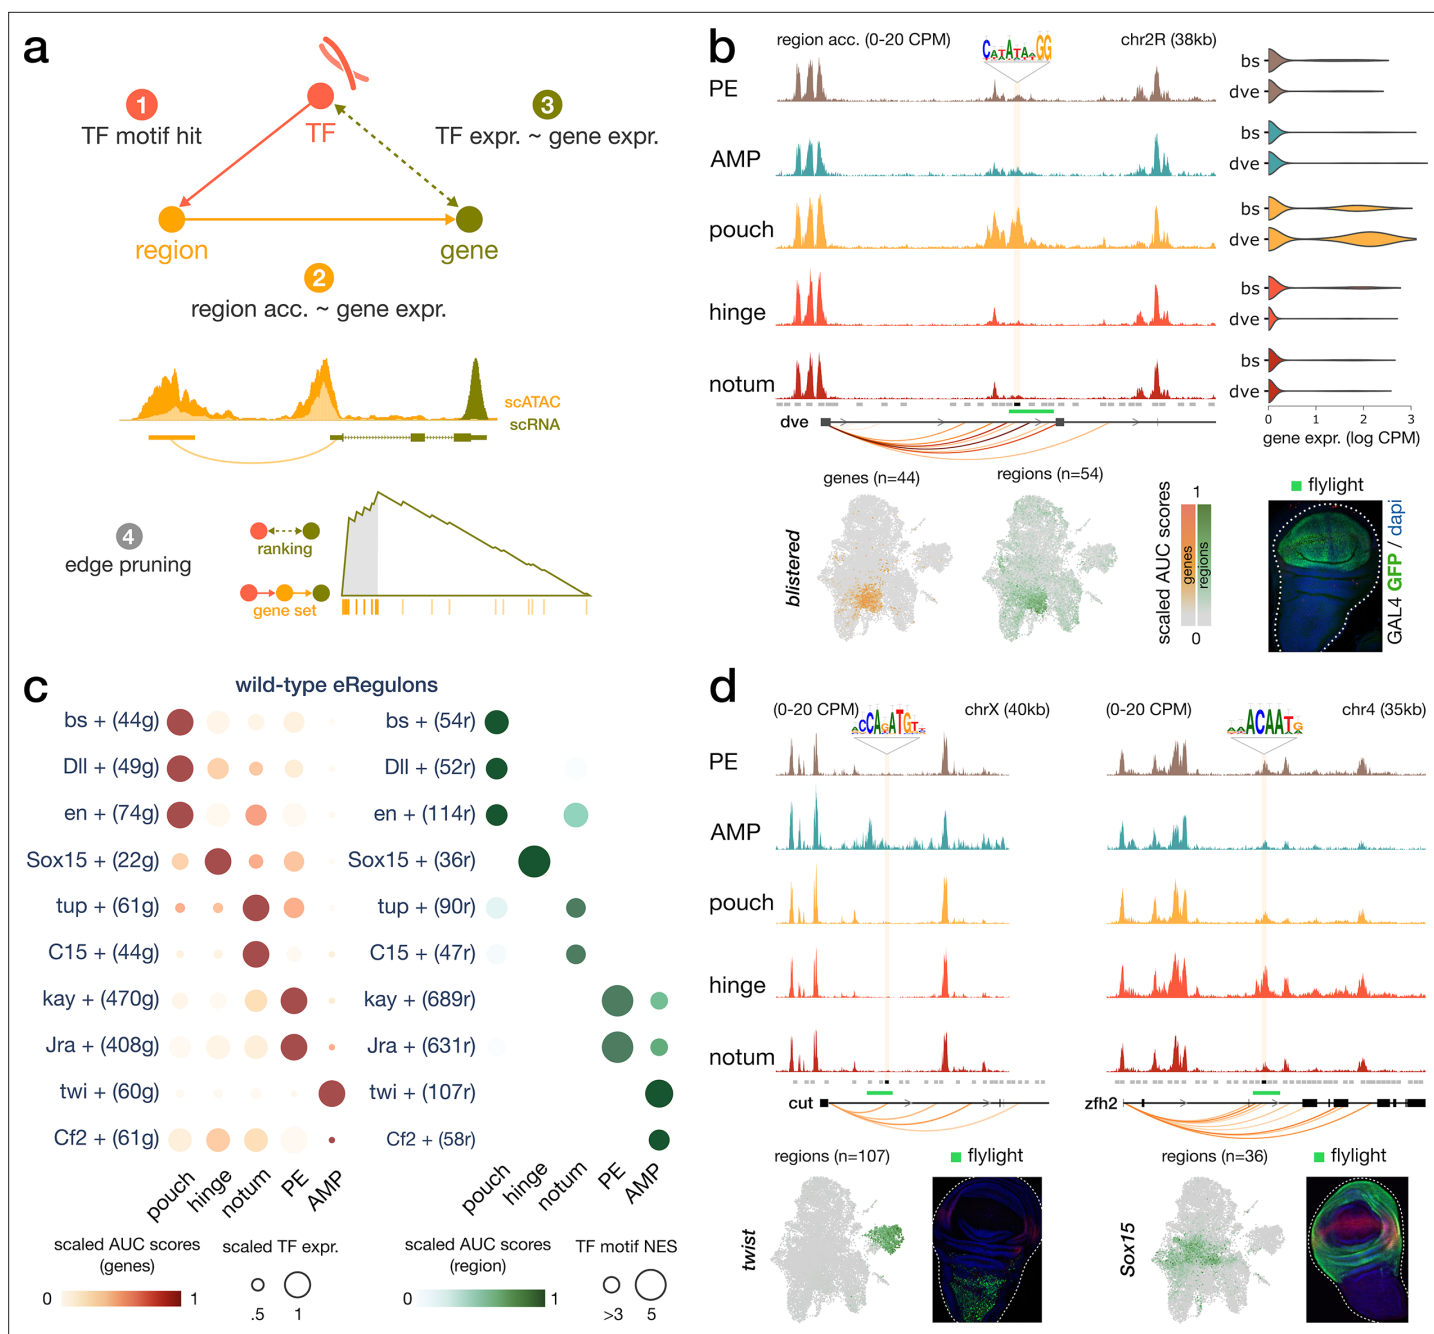 a
1
TF motif hit
TF
3
TF expr. ~ gene expr.
region
gene
2
region acc. ~ gene expr.
scATAC
scRNA
4
edge pruning
ranking
gene set
b
region acc. (0-20 CPM)
chr2R (38kb)
PE
AMP
pouch
hinge
notum
dve
bs
dve
bs
dve
bs
dve
bs
dve
bs
dve
0 1 2 3
gene expr. (log CPM)
genes (n=44)
regions (n=54)
blistered
scaled AUC scores
1
genes
regions
0
flylight
GAL4 GFP / dapi
c
wild-type eRegulons
bs + (44g)
bs + (54r)
Dll + (49g)
Dll + (52r)
en + (74g)
en + (114r)
Sox15 + (22g)
Sox15 + (36r)
tup + (61g)
tup + (90r)
C15 + (44g)
C15 + (47r)
kay + (470g)
kay + (689r)
Jra + (408g)
Jra + (631r)
twi + (60g)
twi + (107r)
Cf2 + (61g)
Cf2 + (58r)
pouch hinge notum PE AMP
pouch hinge notum PE AMP
scaled AUC scores
(genes)
0 1
scaled TF expr.
.5 1
scaled AUC scores
(region)
0 1
TF motif NES
>3 5
d
(0-20 CPM)
chrX (40kb)
(0-20 CPM)
chr4 (35kb)
ACAAT
PE
AMP
pouch
hinge
notum
cut
zfh2
regions (n=107)
flylight
twist
regions (n=36)
flylight
Sox15